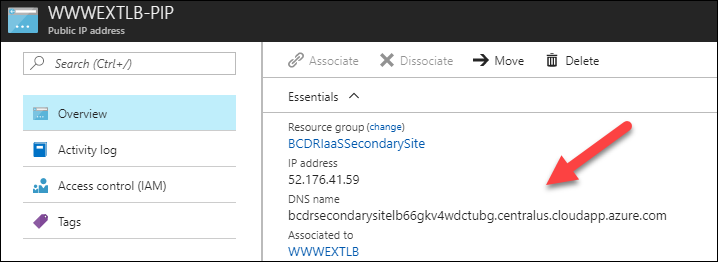 WWWEXTLB-PIP
Public IP address
Search (Ctrl+/)
Overview
Activity log
Access control (IAM)
Tags
Associate Dissociate Move Delete
Essentials
Resource group (change)
BCDRIaaSSecondarySite
IP address
52.176.41.59
DNS name
bcdrsecondarysitelb66gkv4wdctubg.centralus.cloudapp.azure.com
Associated to
WWWEXTLB